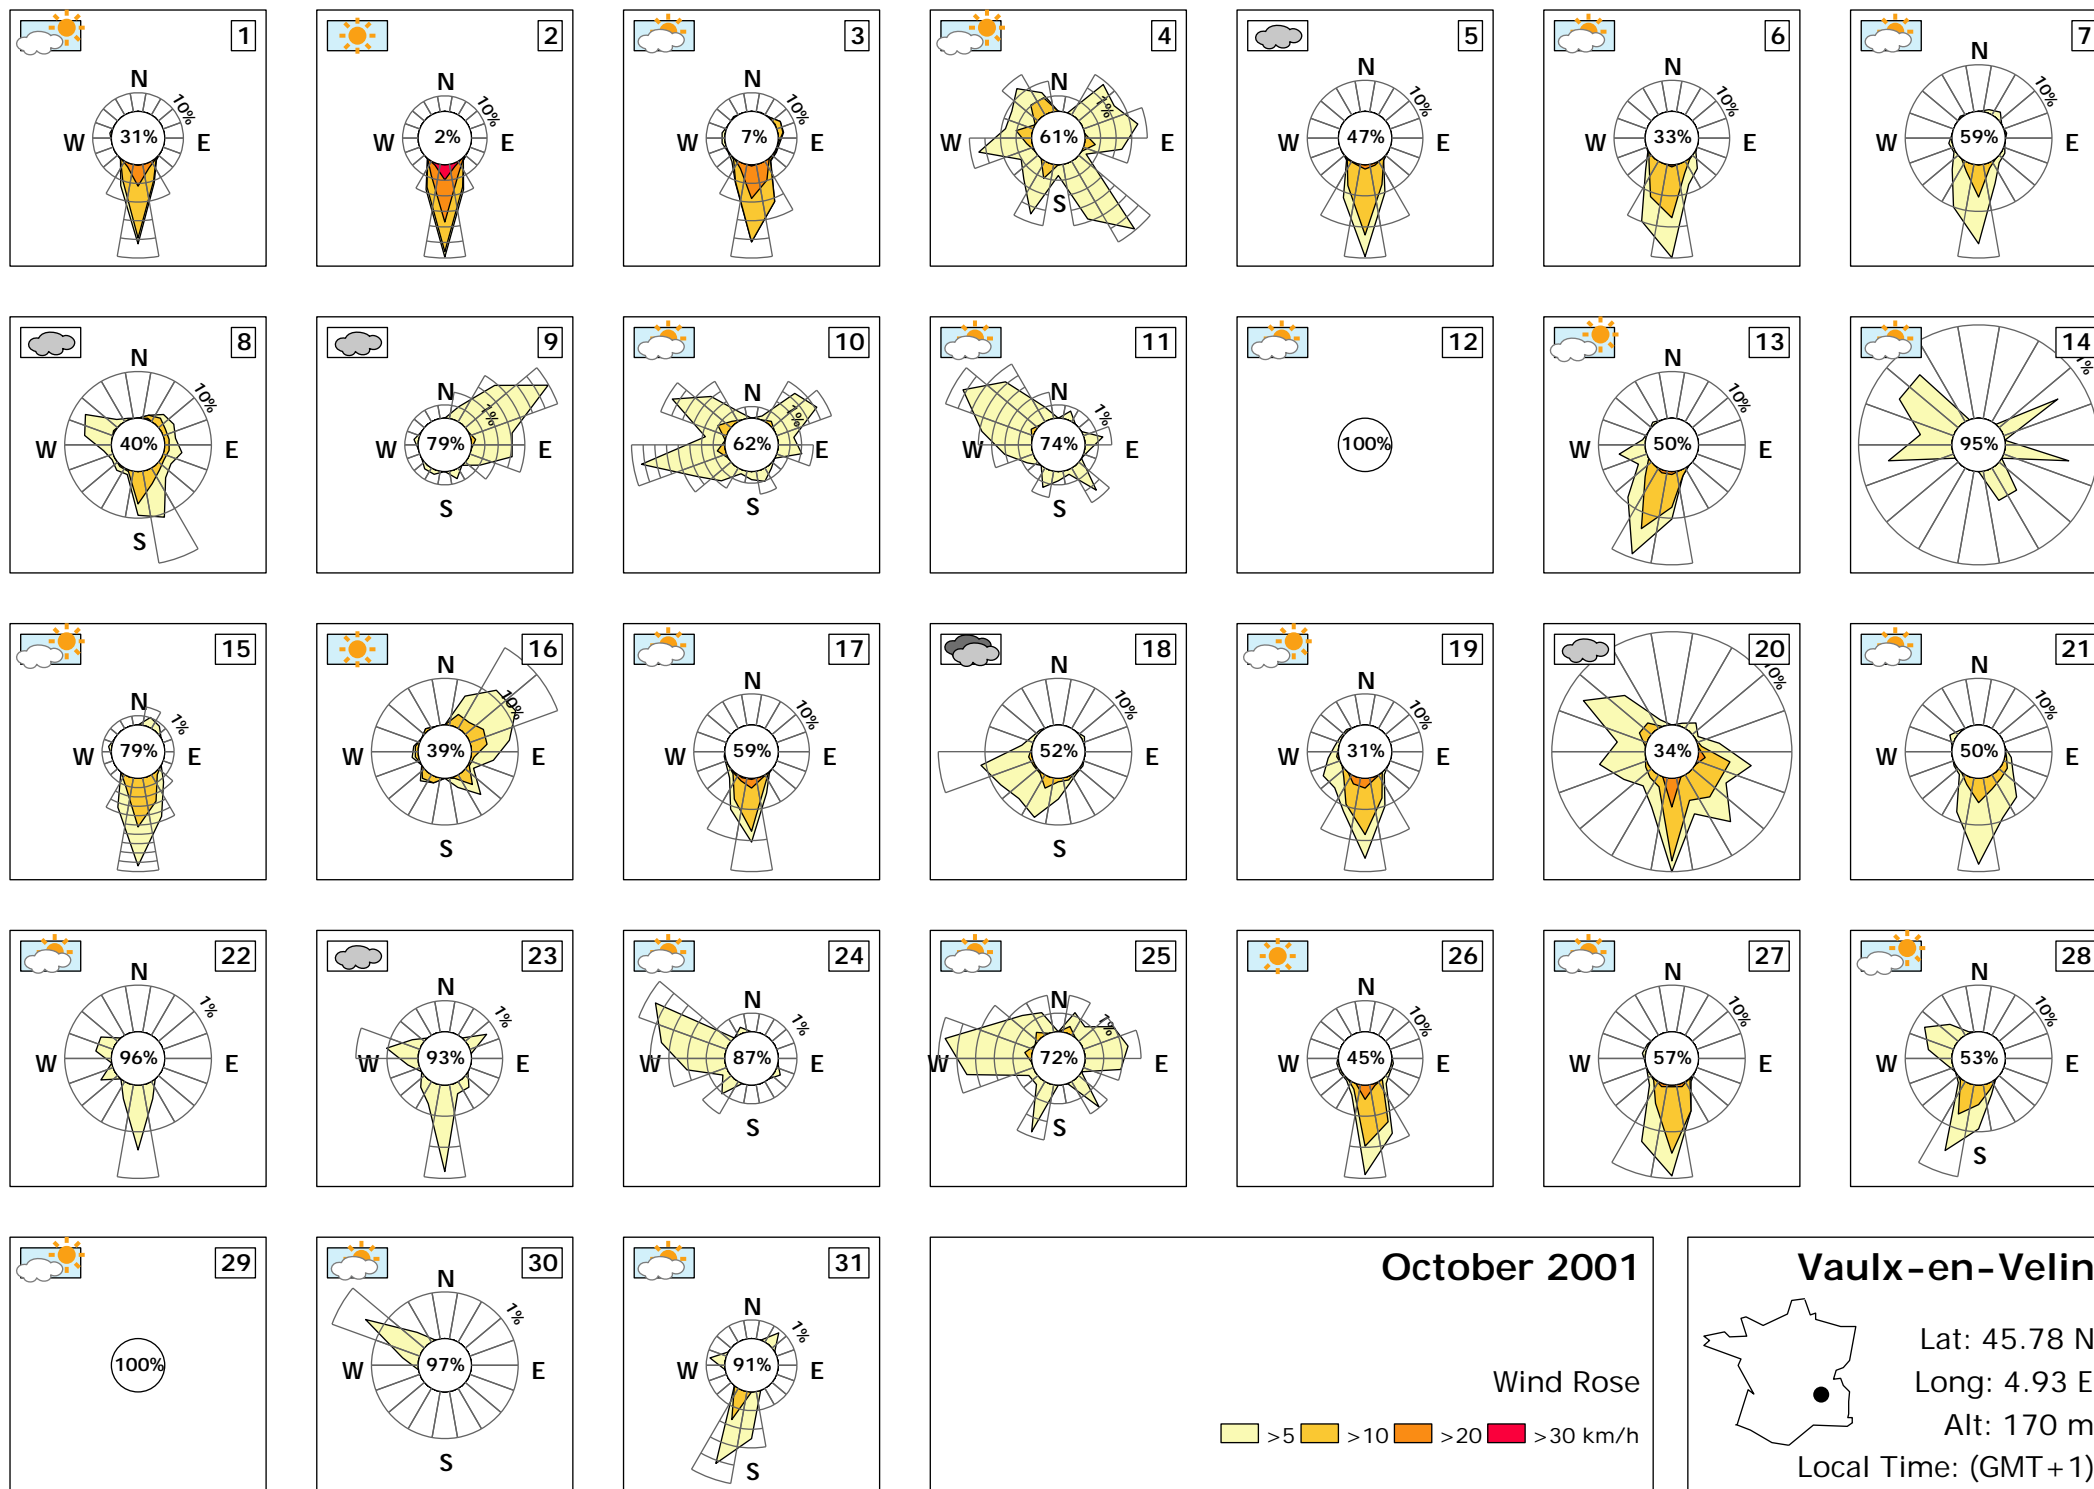 1
N
10%
W
31%
E
2
N
10%
W
2%
E
3
N
10%
W
7%
E
4
N
1%
W
61%
E
S
5
N
10%
W
47%
E
6
N
10%
W
33%
E
7
N
10%
W
59%
E
8
N
10%
W
40%
E
S
9
N
1%
W
79%
E
S
10
N
1%
W
62%
E
S
11
N
1%
W
74%
E
S
12
100%
13
N
10%
W
50%
E
14
1%
95%
15
N
1%
W
79%
E
16
N
10%
W
39%
E
S
17
N
10%
W
59%
E
18
N
10%
W
52%
E
S
19
N
10%
W
31%
E
20
10%
34%
21
N
10%
W
50%
E
22
N
1%
W
96%
E
23
N
1%
W
93%
E
24
N
1%
W
87%
E
S
25
N
1%
W
72%
E
S
26
N
10%
W
45%
E
27
N
10%
W
57%
E
28
N
10%
W
53%
E
S
29
100%
30
N
1%
W
97%
E
S
31
N
1%
W
91%
E
S
October 2001
Wind Rose
>5 >10 >20 >30 km/h
Vaulx-en-Velin
Lat: 45.78 N
Long: 4.93 E
Alt: 170 m
Local Time: (GMT+1)